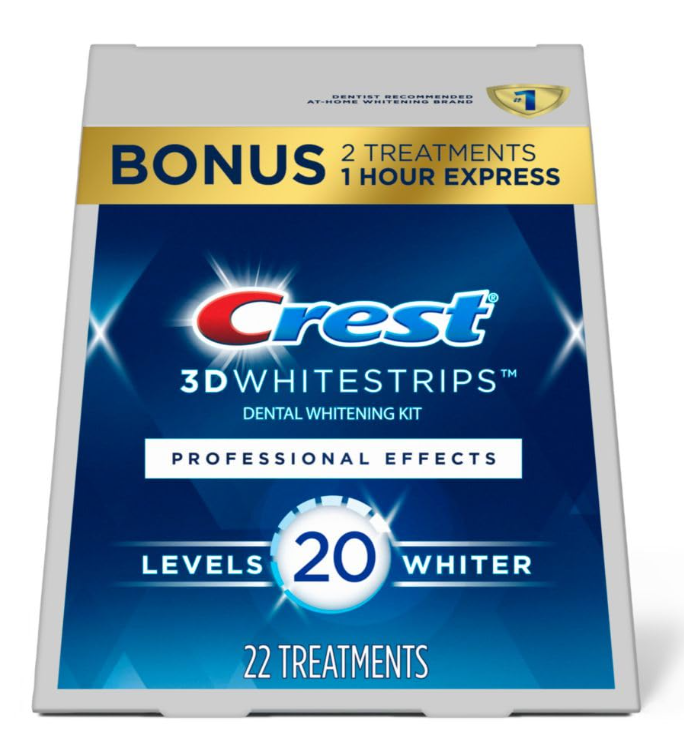 DENTIST RECOMMENDED
AT-HOME WHITENING BRAND
#1
BONUS
2 TREATMENTS
1 HOUR EXPRESS
Crest®
3DWHITESTRIPS™
DENTAL WHITENING KIT
PROFESSIONAL EFFECTS
LEVELS 20 WHITER
22 TREATMENTS